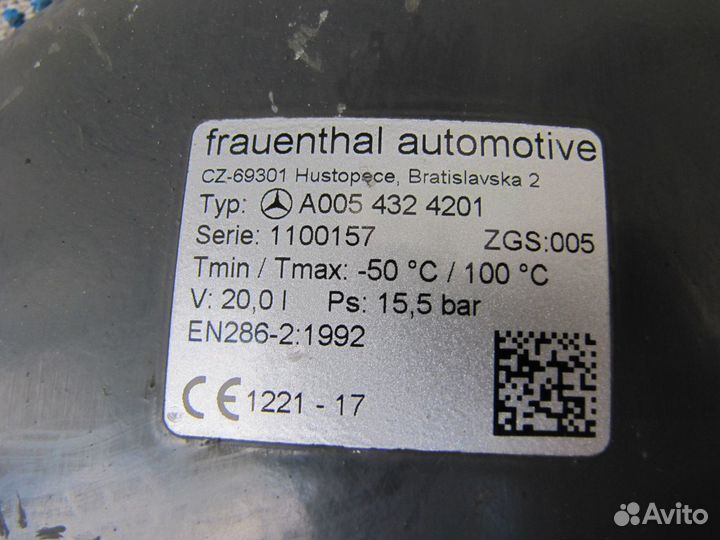 frauenthal automotive
CZ-69301 Hustopece, Bratislavska 2
Typ: A005 432 4201
Serie: 1100157 ZGS:005
Tmin / Tmax: -50 °C / 100 °C
V: 20,0 l Ps: 15,5 bar
EN286-2:1992
CE 1221 - 17
Avito